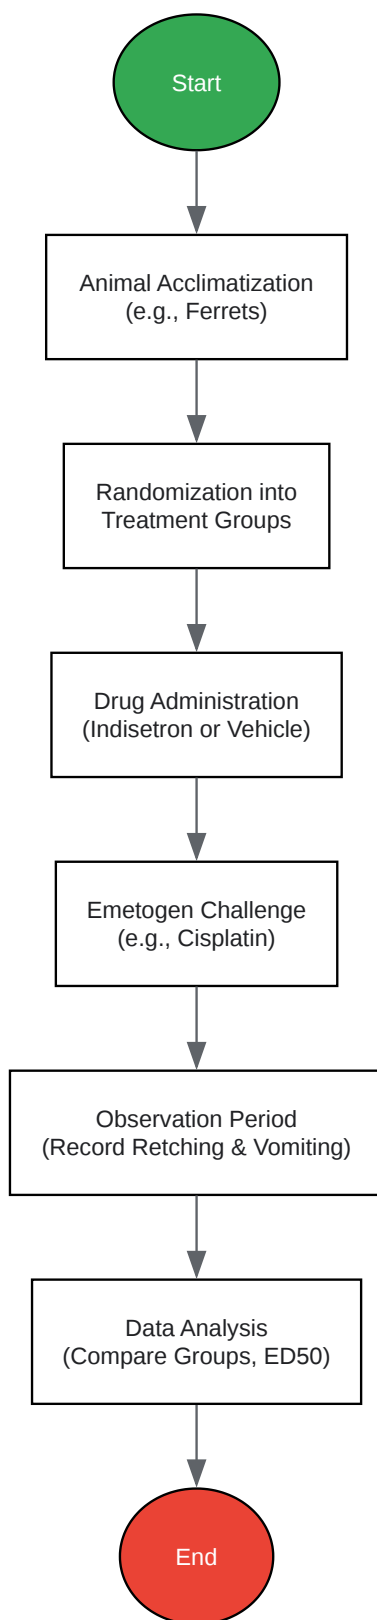 Start
Animal Acclimatization
(e.g., Ferrets)
Randomization into
Treatment Groups
Drug Administration
(Indisetron or Vehicle)
Emetogen Challenge
(e.g., Cisplatin)
Observation Period
(Record Retching & Vomiting)
Data Analysis
(Compare Groups, ED50)
End